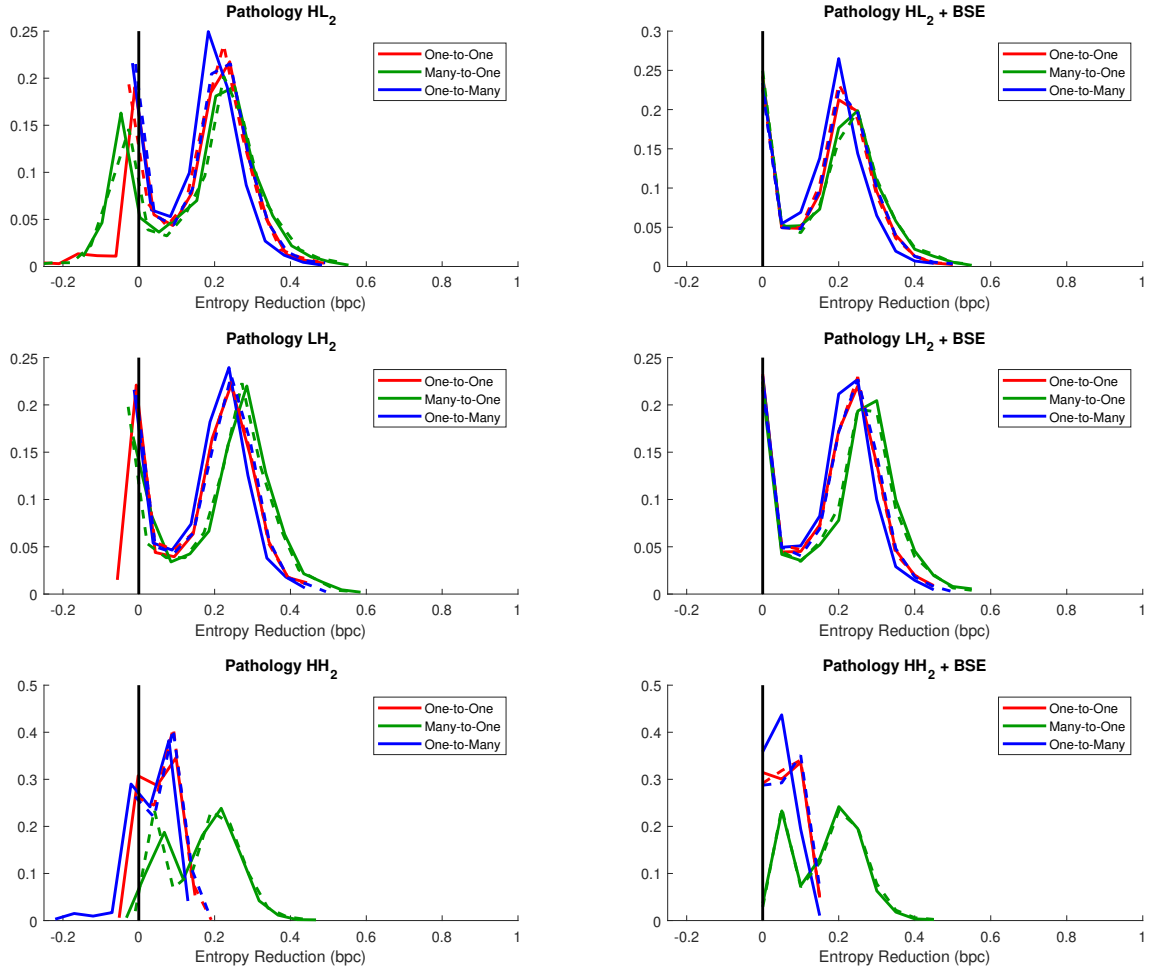 Pathology HL2
0.25
0.2
0.15
0.1
0.05
0
-0.2 0 0.2 0.4 0.6 0.8 1
Entropy Reduction (bpc)
One-to-One
Many-to-One
One-to-Many
Pathology HL2 + BSE
0.3
0.25
0.2
0.15
0.1
0.05
0
-0.2 0 0.2 0.4 0.6 0.8 1
Entropy Reduction (bpc)
One-to-One
Many-to-One
One-to-Many
Pathology LH2
0.25
0.2
0.15
0.1
0.05
0
-0.2 0 0.2 0.4 0.6 0.8 1
Entropy Reduction (bpc)
One-to-One
Many-to-One
One-to-Many
Pathology LH2 + BSE
0.25
0.2
0.15
0.1
0.05
0
-0.2 0 0.2 0.4 0.6 0.8 1
Entropy Reduction (bpc)
One-to-One
Many-to-One
One-to-Many
Pathology HH2
0.5
0.4
0.3
0.2
0.1
0
-0.2 0 0.2 0.4 0.6 0.8 1
Entropy Reduction (bpc)
One-to-One
Many-to-One
One-to-Many
Pathology HH2 + BSE
0.5
0.4
0.3
0.2
0.1
0
-0.2 0 0.2 0.4 0.6 0.8 1
Entropy Reduction (bpc)
One-to-One
Many-to-One
One-to-Many